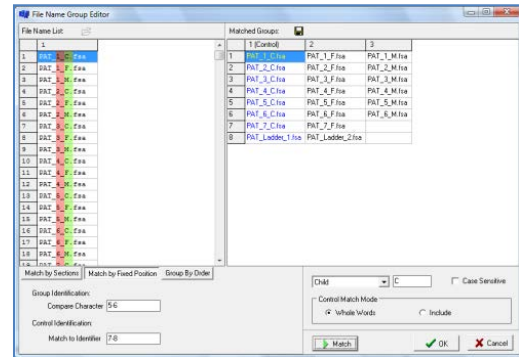 File Name Group Editor
File Name List:
Matched Groups:
1
1 PAT_1_C.fsa
2 PAT_1_F.fsa
3 PAT_1_M.fsa
4 PAT_2_C.fsa
5 PAT_2_F.fsa
6 PAT_2_M.fsa
7 PAT_3_C.fsa
8 PAT_3_F.fsa
9 PAT_3_M.fsa
10 PAT_4_C.fsa
11 PAT_4_F.fsa
12 PAT_4_M.fsa
13 PAT_5_C.fsa
14 PAT_5_F.fsa
15 PAT_5_M.fsa
16 PAT_6_C.fsa
17 PAT_6_F.fsa
18 PAT_6_M.fsa
1 (Control) 2 3
1 PAT_1_C.fsa PAT_1_F.fsa PAT_1_M.fsa
2 PAT_2_C.fsa PAT_2_F.fsa PAT_2_M.fsa
3 PAT_3_C.fsa PAT_3_F.fsa PAT_3_M.fsa
4 PAT_4_C.fsa PAT_4_F.fsa PAT_4_M.fsa
5 PAT_5_C.fsa PAT_5_F.fsa PAT_5_M.fsa
6 PAT_6_C.fsa PAT_6_F.fsa PAT_6_M.fsa
7 PAT_7_C.fsa PAT_7_F.fsa
8 PAT_Ladder_1.fsa PAT_Ladder_2.fsa
Match by Sections Match by Fixed Position Group By Order
Group Identification:
Compare Character 5-6
Control Identification:
Match to Identifier 7-8
Child C Case Sensitive
Control Match Mode
Whole Words Include
Match OK Cancel